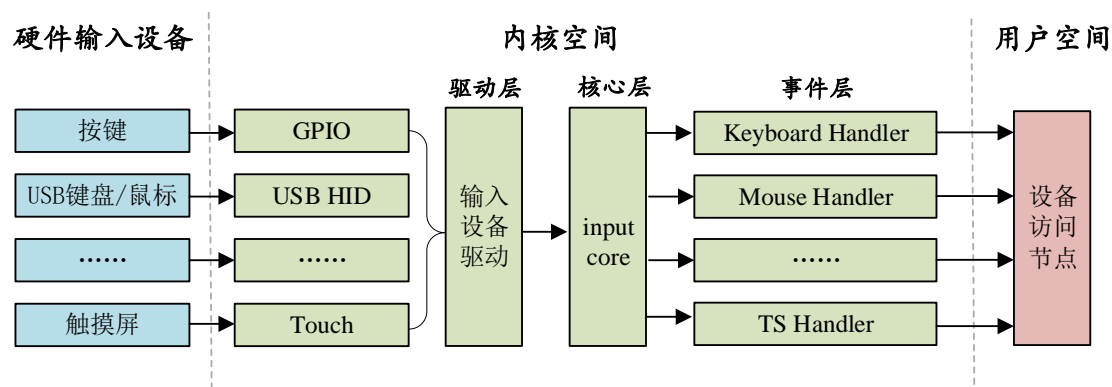 硬件输入设备
内核空间
用户空间
驱动层
核心层
事件层
按键
GPIO
Keyboard Handler
USB键盘/鼠标
USB HID
Mouse Handler
……
……
……
触摸屏
Touch
TS Handler
输入
设备
驱动
input
core
设备
访问
节点